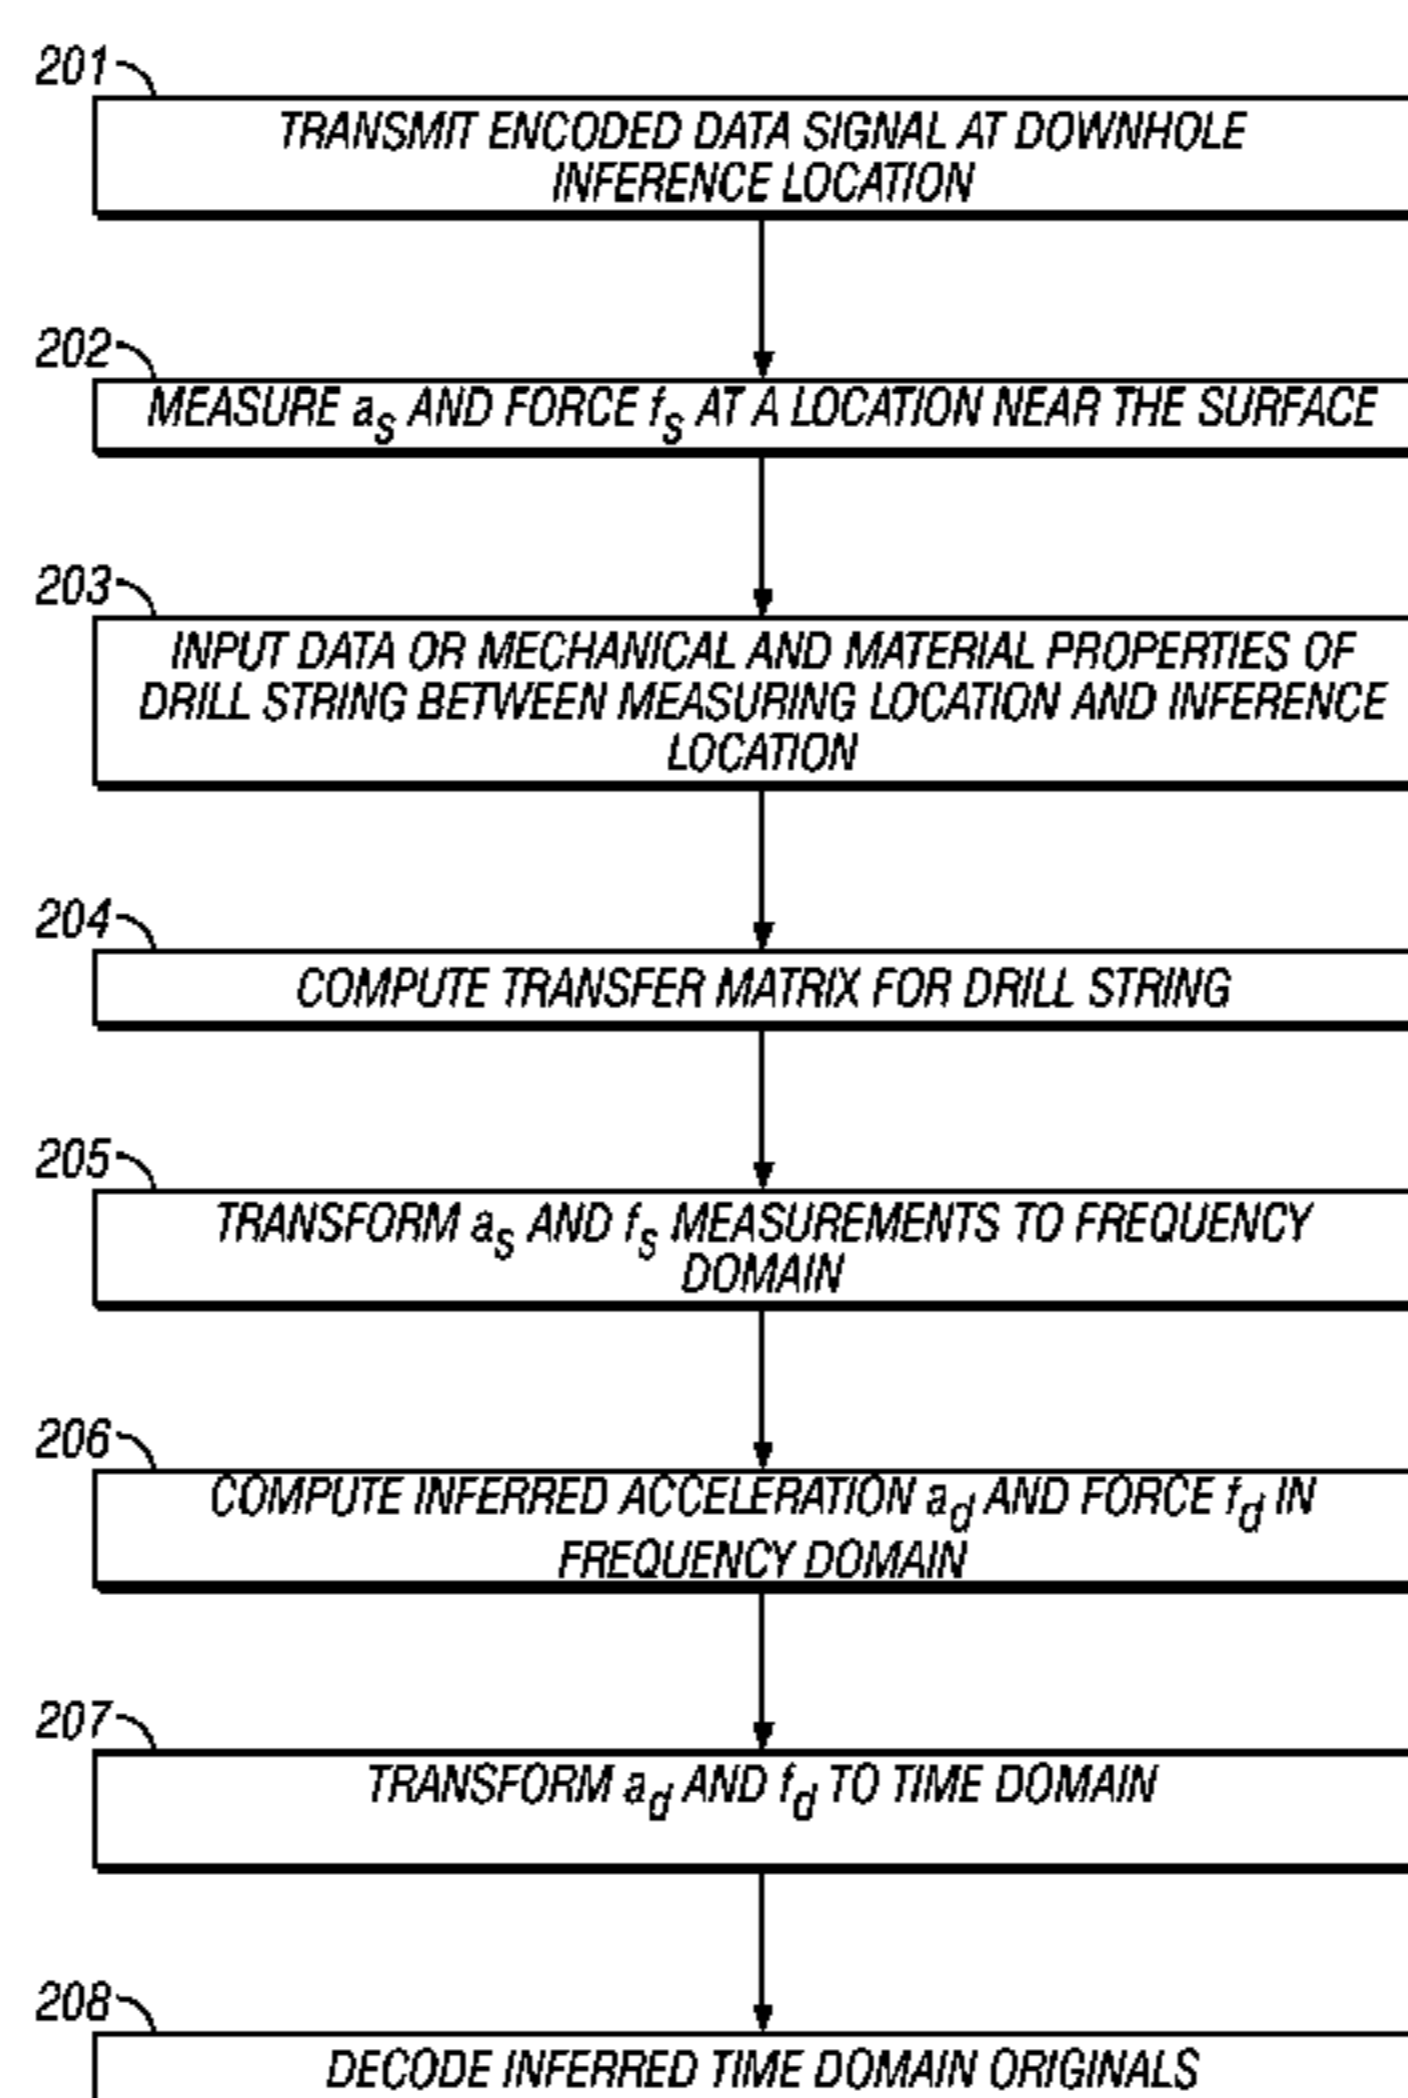 201
TRANSMIT ENCODED DATA SIGNAL AT DOWNHOLE
INFERENCE LOCATION
202
MEASURE as AND FORCE fs AT A LOCATION NEAR THE SURFACE
203
INPUT DATA OR MECHANICAL AND MATERIAL PROPERTIES OF
DRILL STRING BETWEEN MEASURING LOCATION AND INFERENCE
LOCATION
204
COMPUTE TRANSFER MATRIX FOR DRILL STRING
205
TRANSFORM as AND fs MEASUREMENTS TO FREQUENCY
DOMAIN
206
COMPUTE INFERRED ACCELERATION ad AND FORCE fd IN
FREQUENCY DOMAIN
207
TRANSFORM ad AND fd TO TIME DOMAIN
208
DECODE INFERRED TIME DOMAIN ORIGINALS